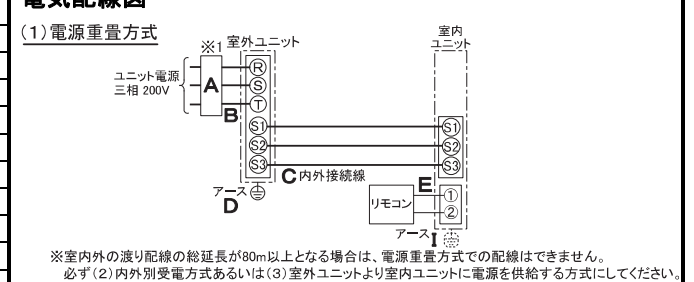 電気配線図
(1)電源重畳方式
※1
室外ユニット
室内
ユニット
ユニット電源
三相 200V
A
B
R
S
T
S1
S2
S3
S1
S2
S3
C 内外接続線
アース
D
E
リモコン
①
②
アース I
※室内外の渡り配線の総延長が80m以上となる場合は、電源重畳方式での配線はできません。
必ず(2)内外別受電方式あるいは(3)室外ユニットより室内ユニットに電源を供給する方式にしてください。